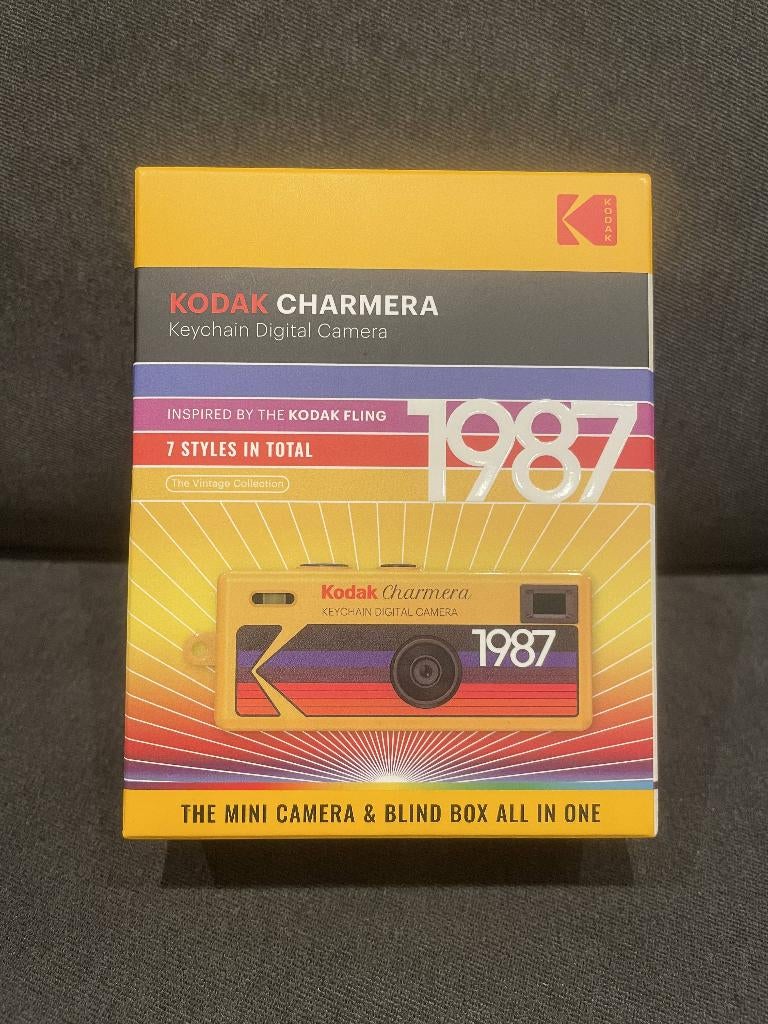 KODAK
KODAK CHARMERA
Keychain Digital Camera
INSPIRED BY THE KODAK FLING
1987
7 STYLES IN TOTAL
The Vintage Collection
Kodak Charmera
KEYCHAIN DIGITAL CAMERA
1987
THE MINI CAMERA & BLIND BOX ALL IN ONE